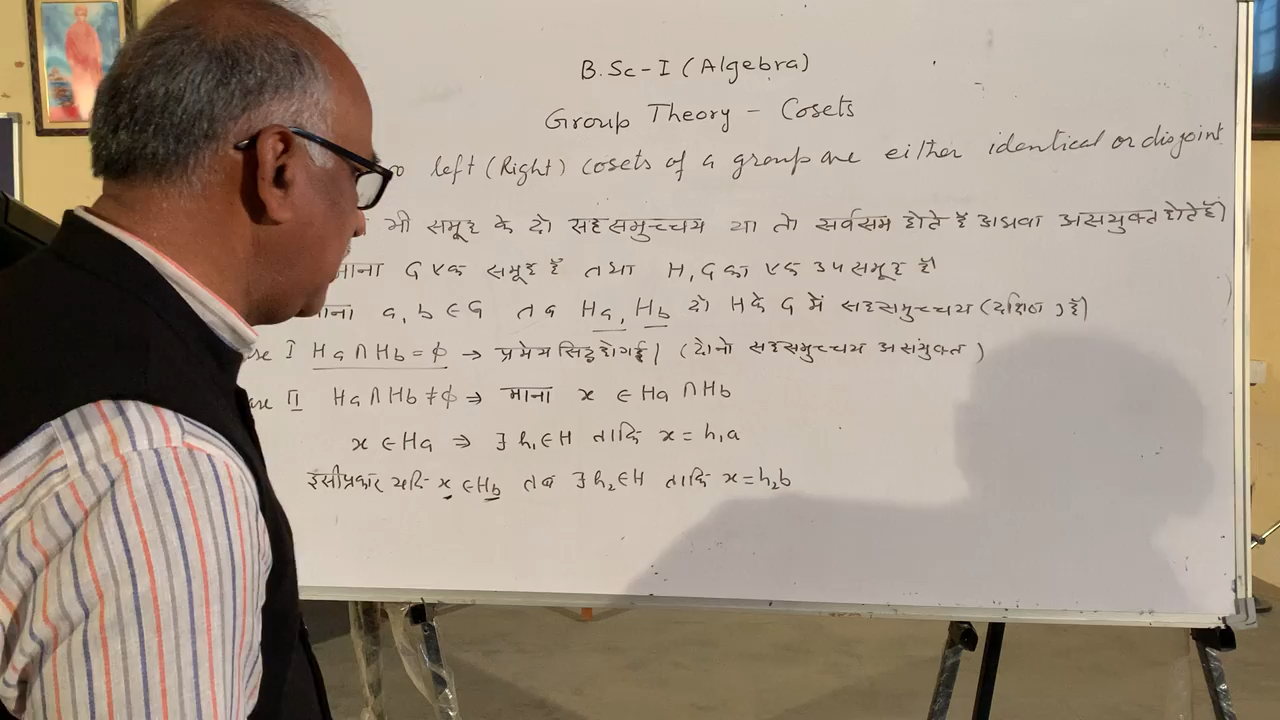 B.Sc-I (Algebra)
Group Theory - Cosets
left (Right) cosets of a group are either identical or disjoint
भी समूह के दो सहसमुच्चय या तो सर्वसम होते हैं अथवा असंयुक्त होते हैं)
माना G एक समूह है तथा H, G का एक उपसमूह है।
माना a, b ∈ G तब Ha, Hb दो H के G में सहसमुच्चय (दक्षिण) हैं)
I Ha ∩ Hb = ϕ → प्रमेय सिद्ध हो गई। (दोनो सहसमुच्चय असंयुक्त)
II Ha ∩ Hb ≠ ϕ ⇒ माना x ∈ Ha ∩ Hb
x ∈ Ha ⇒ ∃ h₁ ∈ H ताकि x = h₁a
इसीप्रकार यदि x ∈ Hb तब ∃ h₂ ∈ H ताकि x = h₂b